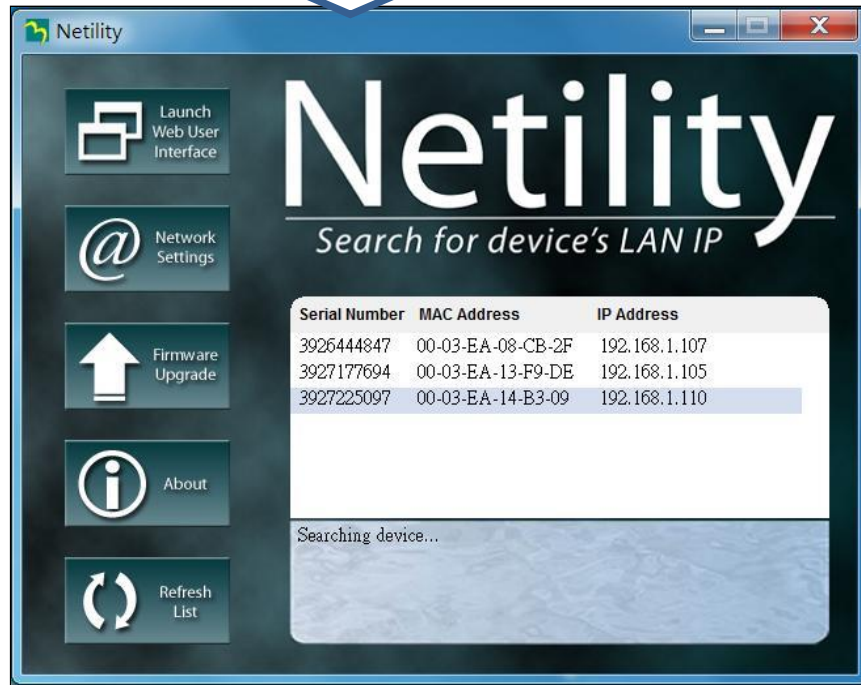 Netility
Launch
Web User
Interface
Network
Settings
Firmware
Upgrade
About
Refresh
List
Netility
Search for device's LAN IP
Serial Number MAC Address IP Address
3926444847 00-03-EA-08-CB-2F 192.168.1.107
3927177694 00-03-EA-13-F9-DE 192.168.1.105
3927225097 00-03-EA-14-B3-09 192.168.1.110
Searching device...